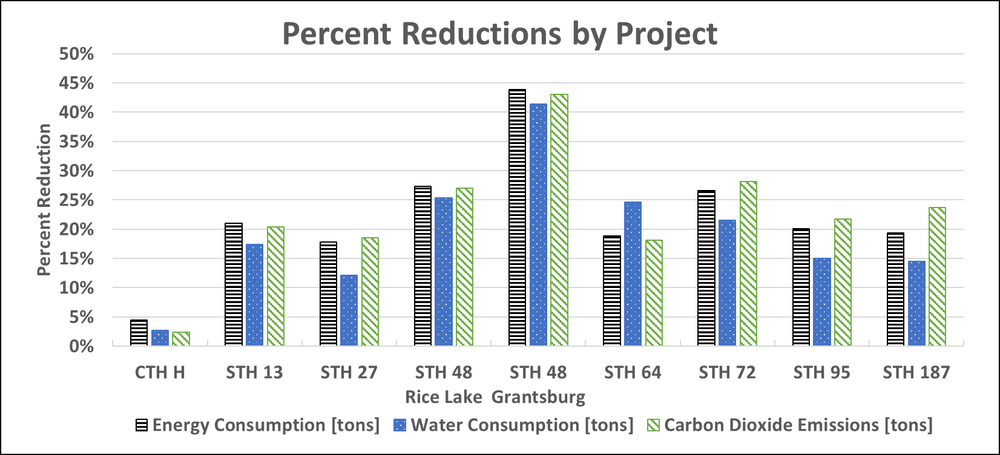 Percent Reductions by Project
50%
45%
40%
35%
30%
25%
20%
15%
10%
5%
0%
Percent Reduction
CTH H STH 13 STH 27 STH 48 STH 48 STH 64 STH 72 STH 95 STH 187
Rice Lake Grantsburg
Energy Consumption [tons] Water Consumption [tons] Carbon Dioxide Emissions [tons]